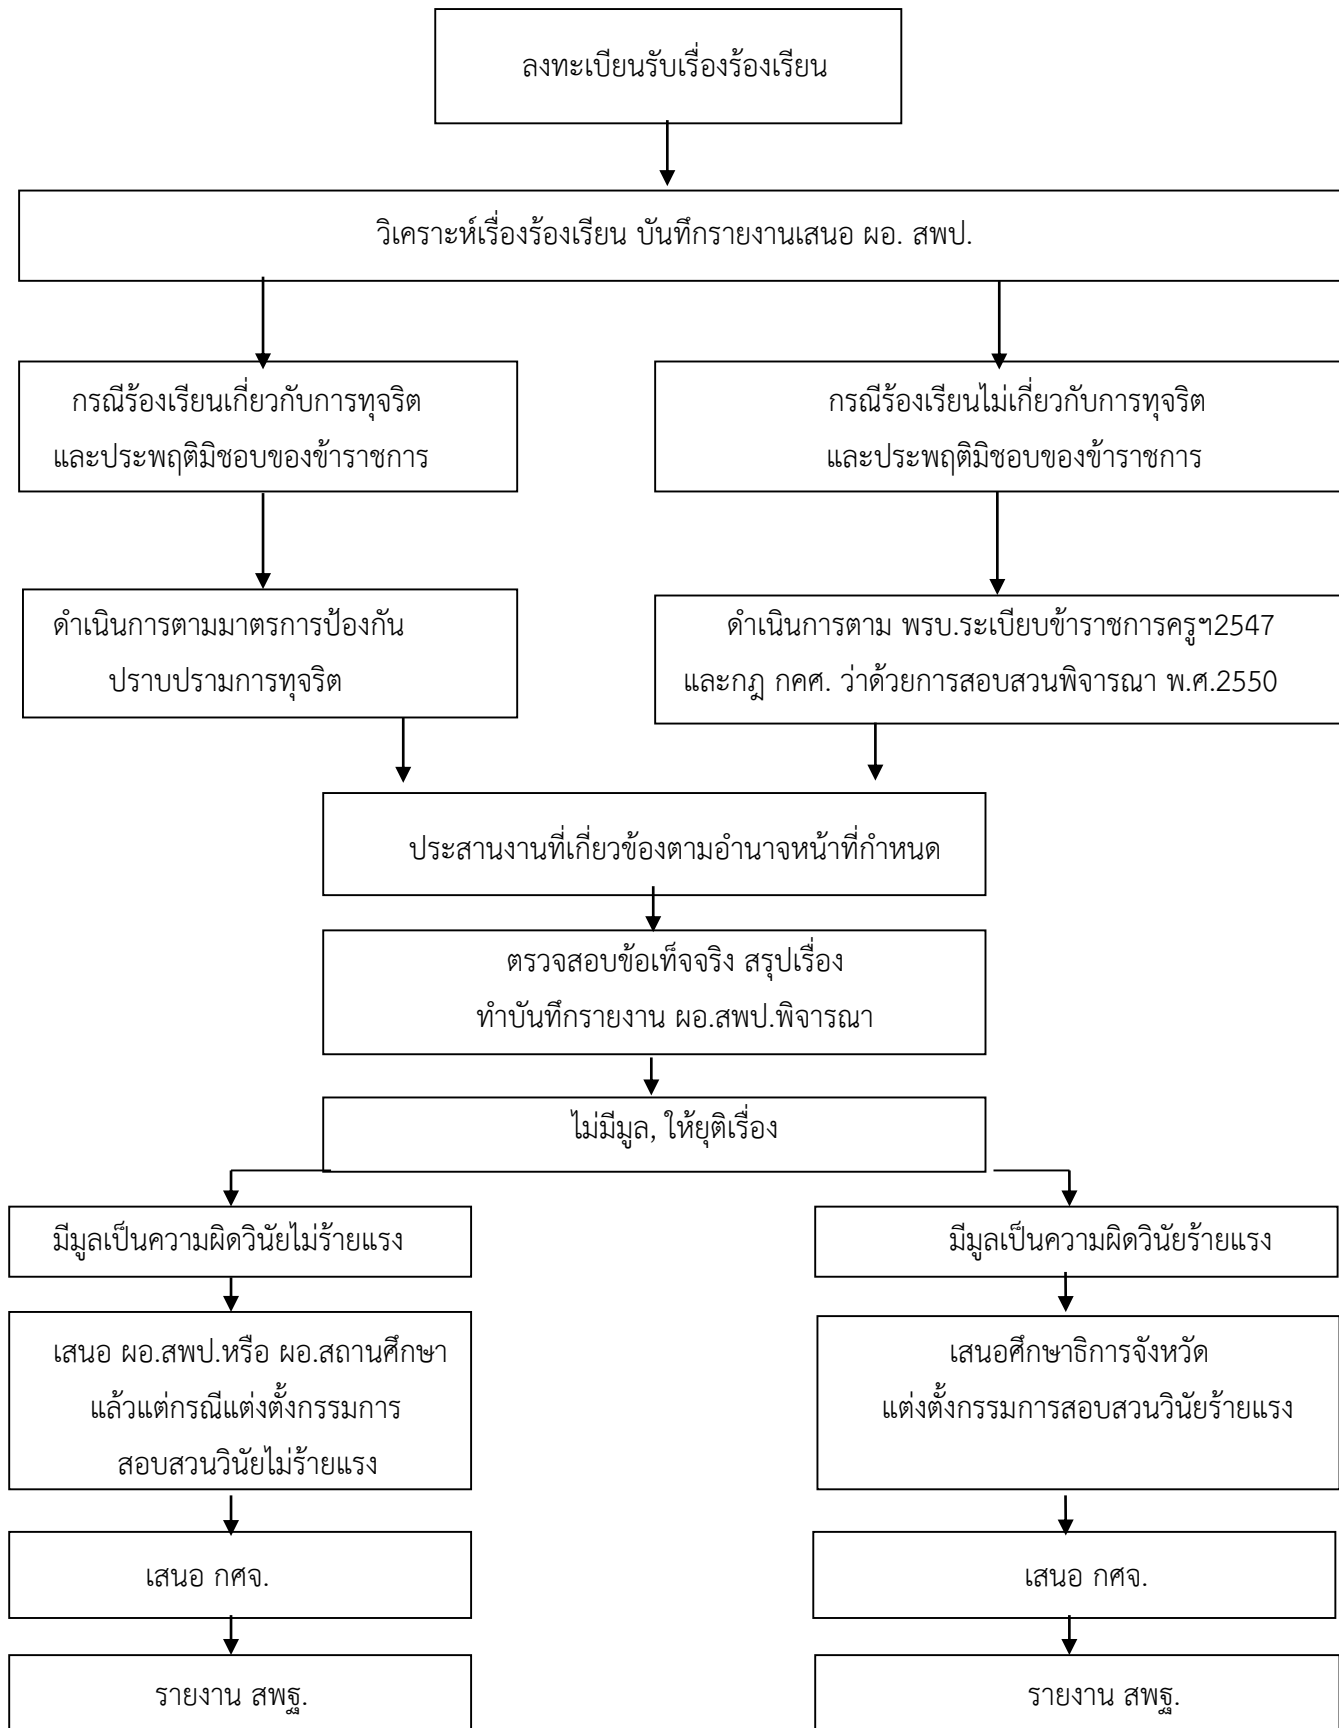 ลงทะเบียนรับเรื่องร้องเรียน
วิเคราะห์เรื่องร้องเรียน บันทึกรายงานเสนอ ผอ. สพป.
กรณีร้องเรียนเกี่ยวกับการทุจริต
และประพฤติมิชอบของข้าราชการ
กรณีร้องเรียนไม่เกี่ยวกับการทุจริต
และประพฤติมิชอบของข้าราชการ
ดำเนินการตามมาตรการป้องกัน
ปราบปรามการทุจริต
ดำเนินการตาม พรบ.ระเบียบข้าราชการครูฯ2547
และกฎ กคศ. ว่าด้วยการสอบสวนพิจารณา พ.ศ.2550
ประสานงานที่เกี่ยวข้องตามอำนาจหน้าที่กำหนด
ตรวจสอบข้อเท็จจริง สรุปเรื่อง
ทำบันทึกรายงาน ผอ.สพป.พิจารณา
ไม่มีมูล, ให้ยุติเรื่อง
มีมูลเป็นความผิดวินัยไม่ร้ายแรง
มีมูลเป็นความผิดวินัยร้ายแรง
เสนอ ผอ.สพป.หรือ ผอ.สถานศึกษา
แล้วแต่กรณีแต่งตั้งกรรมการ
สอบสวนวินัยไม่ร้ายแรง
เสนอศึกษาธิการจังหวัด
แต่งตั้งกรรมการสอบสวนวินัยร้ายแรง
เสนอ กศจ.
เสนอ กศจ.
รายงาน สพฐ.
รายงาน สพฐ.